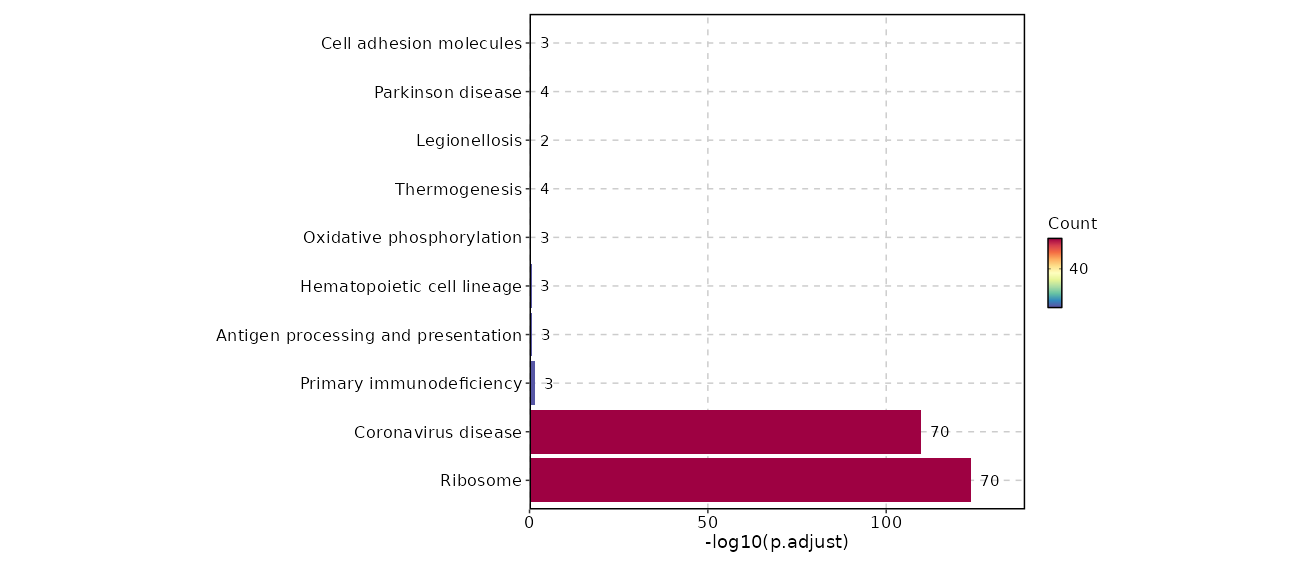 Cell adhesion molecules 3
Parkinson disease 4
Legionellosis 2
Thermogenesis 4
Oxidative phosphorylation 3
Hematopoietic cell lineage 3
Antigen processing and presentation 3
Primary immunodeficiency 3
Coronavirus disease 70
Ribosome 70
0 50 100
-log10(p.adjust)
Count
40